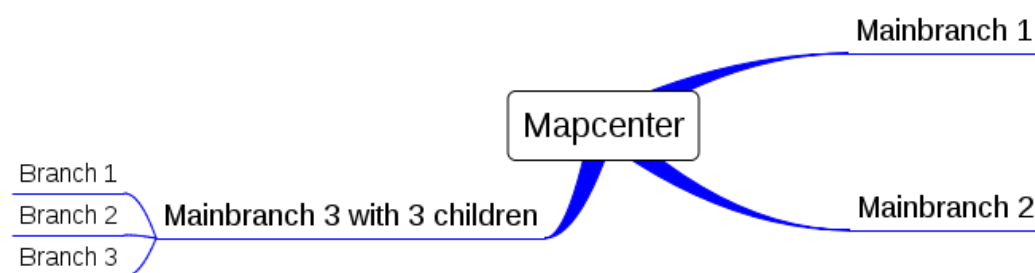 Mainbranch 1
Mapcenter
Branch 1
Branch 2
Mainbranch 3 with 3 children
Mainbranch 2
Branch 3